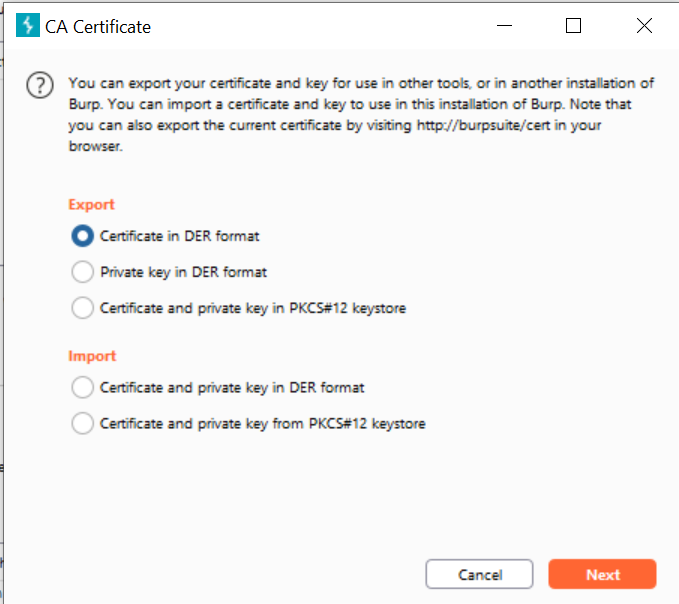 CA Certificate
You can export your certificate and key for use in other tools, or in another installation of
Burp. You can import a certificate and key to use in this installation of Burp. Note that
you can also export the current certificate by visiting http://burpsuite/cert in your
browser.
Export
Certificate in DER format
Private key in DER format
Certificate and private key in PKCS#12 keystore
Import
Certificate and private key in DER format
Certificate and private key from PKCS#12 keystore
Cancel
Next